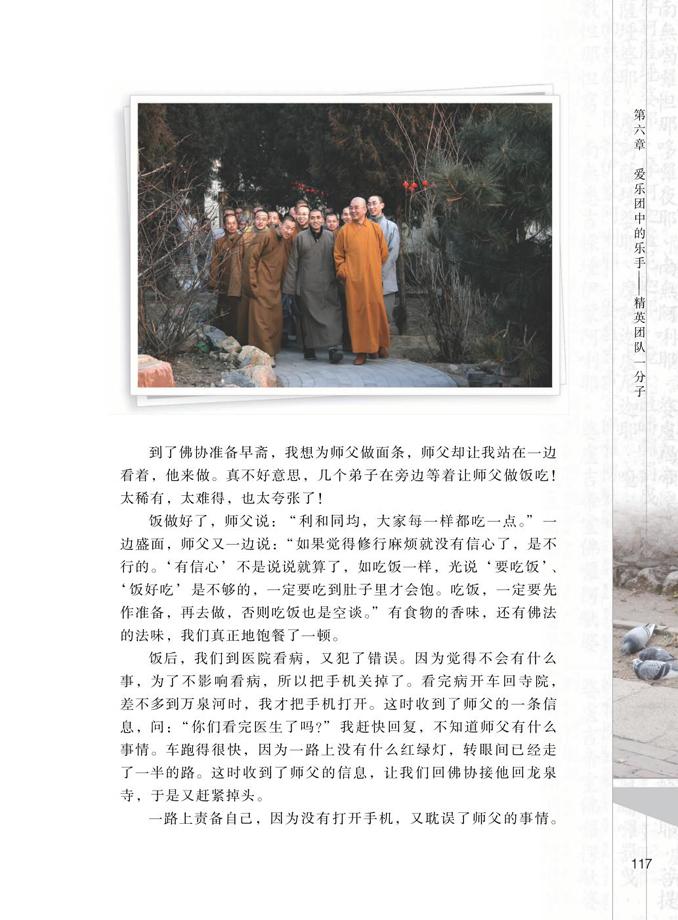 第六章 爱乐团中的乐手——精英团队一分子
到了佛协准备早斋，我想为师父做面条，师父却让我站在一边
看着，他来做。真不好意思，几个弟子在旁边等着让师父做饭吃！
太稀有，太难得，也太夸张了！
饭做好了，师父说：“利和同均，大家每一样都吃一点。”一
边盛面，师父又一边说：“如果觉得修行麻烦就没有信心了，是不
行的。‘有信心’不是说说就算了，如吃饭一样，光说‘要吃饭’、
‘饭好吃’是不够的，一定要吃到肚子里才会饱。吃饭，一定要先
作准备，再去做，否则吃饭也是空谈。”有食物的香味，还有佛法
的法味，我们真正地饱餐了一顿。
饭后，我们到医院看病，又犯了错误。因为觉得不会有什么
事，为了不影响看病，所以把手机关掉了。看完病开车回寺院，
差不多到万泉河时，我才把手机打开。这时收到了师父的一条信
息，问：“你们看完医生了吗?”我赶快回复，不知道师父有什么
事情。车跑得很快，因为一路上没有什么红绿灯，转眼间已经走
了一半的路。这时收到了师父的信息，让我们回佛协接他回龙泉
寺，于是又赶紧掉头。
一路上责备自己，因为没有打开手机，又耽误了师父的事情。
117